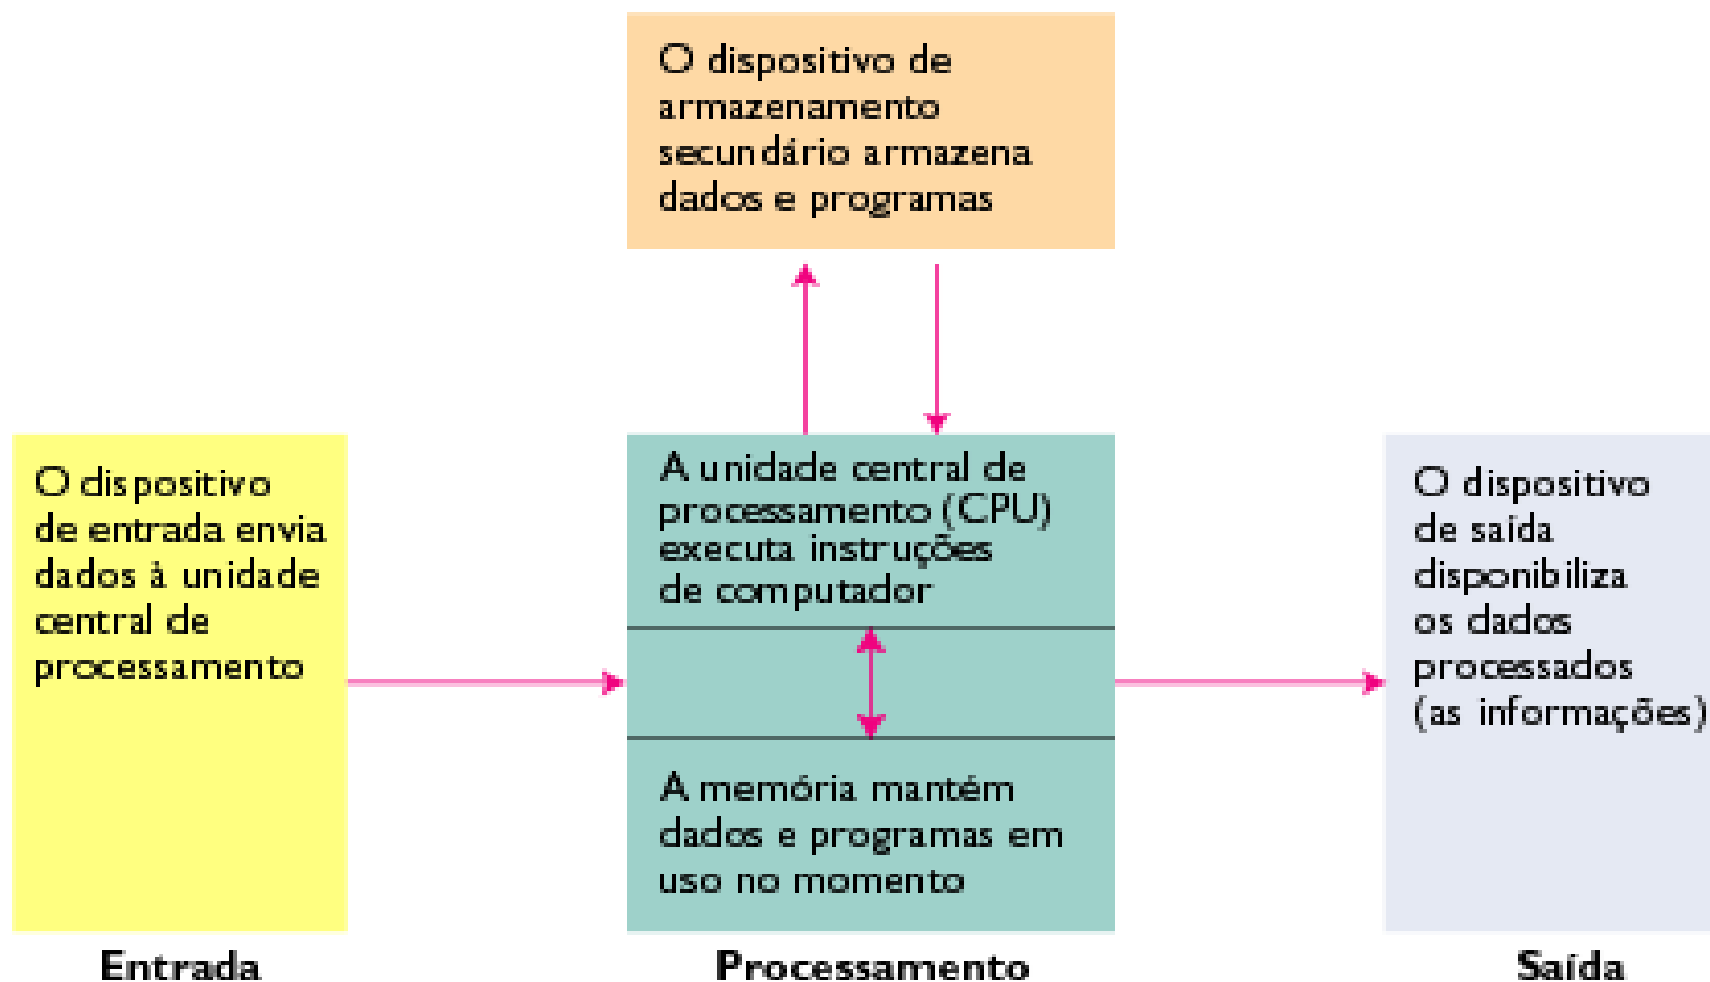 O dispositivo de
armazenamento
secundário armazena
dados e programas
O dispositivo
de entrada envia
dados à unidade
central de
processamento
A unidade central de
processamento (CPU)
executa instruções
de computador
A memória mantém
dados e programas em
uso no momento
O dispositivo
de saída
disponibiliza
os dados
processados
(as informações)
Entrada
Processamento
Saída